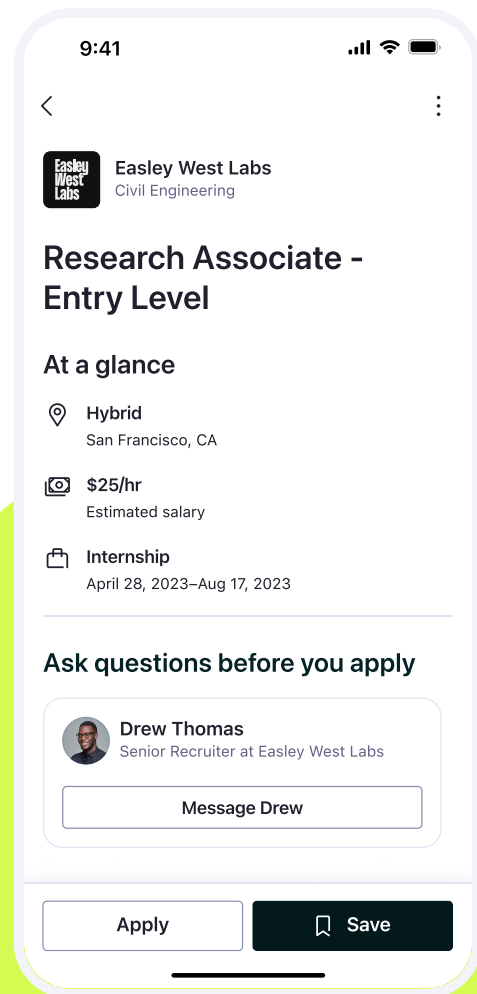 9:41
Easley
West
Labs
Easley West Labs
Civil Engineering
Research Associate -
Entry Level
At a glance
Hybrid
San Francisco, CA
$25/hr
Estimated salary
Internship
April 28, 2023–Aug 17, 2023
Ask questions before you apply
Drew Thomas
Senior Recruiter at Easley West Labs
Message Drew
Apply
Save